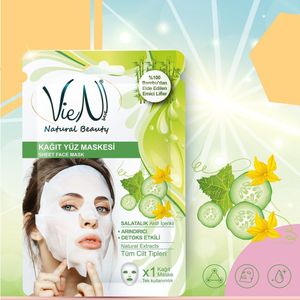 VieN
Natural Beauty
%100
Bambu'dan
Elde Edilen
Emici Lifler
KAĞIT YÜZ MASKESİ
SHEET FACE MASK
SALATALIK Aktif İçerikli
• ARINDIRICI
• DETOKS ETKİLİ
Natural Extracts
Tüm Cilt Tipleri
x1 Kağıt
Maske
Tek kullanımlık